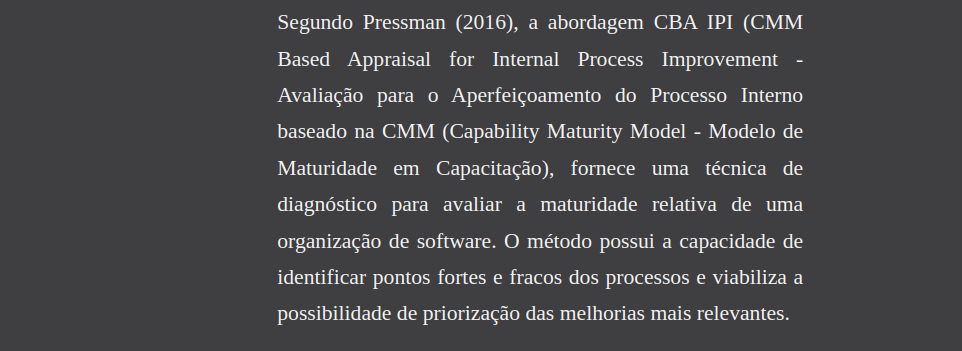 Segundo Pressman (2016), a abordagem CBA IPI (CMM
Based Appraisal for Internal Process Improvement -
Avaliação para o Aperfeiçoamento do Processo Interno
baseado na CMM (Capability Maturity Model - Modelo de
Maturidade em Capacitação), fornece uma técnica de
diagnóstico para avaliar a maturidade relativa de uma
organização de software. O método possui a capacidade de
identificar pontos fortes e fracos dos processos e viabiliza a
possibilidade de priorização das melhorias mais relevantes.